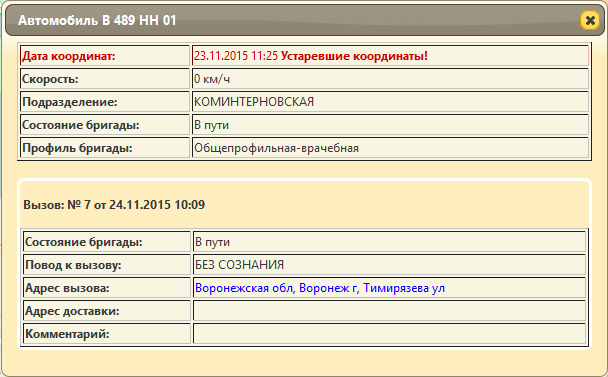 Автомобиль В 489 НН 01
Дата координат: 23.11.2015 11:25 Устаревшие координаты!
Скорость: 0 км/ч
Подразделение: КОМИНТЕРНОВСКАЯ
Состояние бригады: В пути
Профиль бригады: Общепрофильная-врачебная
Вызов: № 7 от 24.11.2015 10:09
Состояние бригады: В пути
Повод к вызову: БЕЗ СОЗНАНИЯ
Адрес вызова: Воронежская обл, Воронеж г, Тимирязева ул
Адрес доставки:
Комментарий: